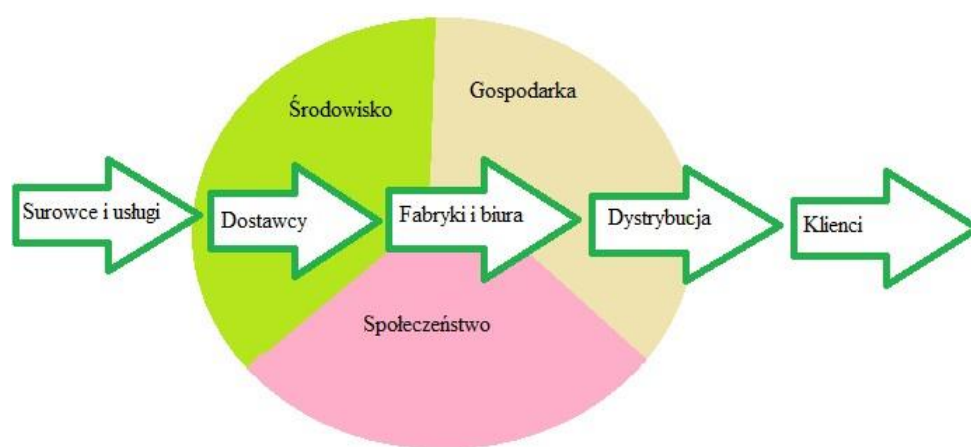 Środowisko
Gospodarka
Surowce i usługi
Dostawcy
Fabryki i biura
Dystrybucja
Klienci
Społeczeństwo